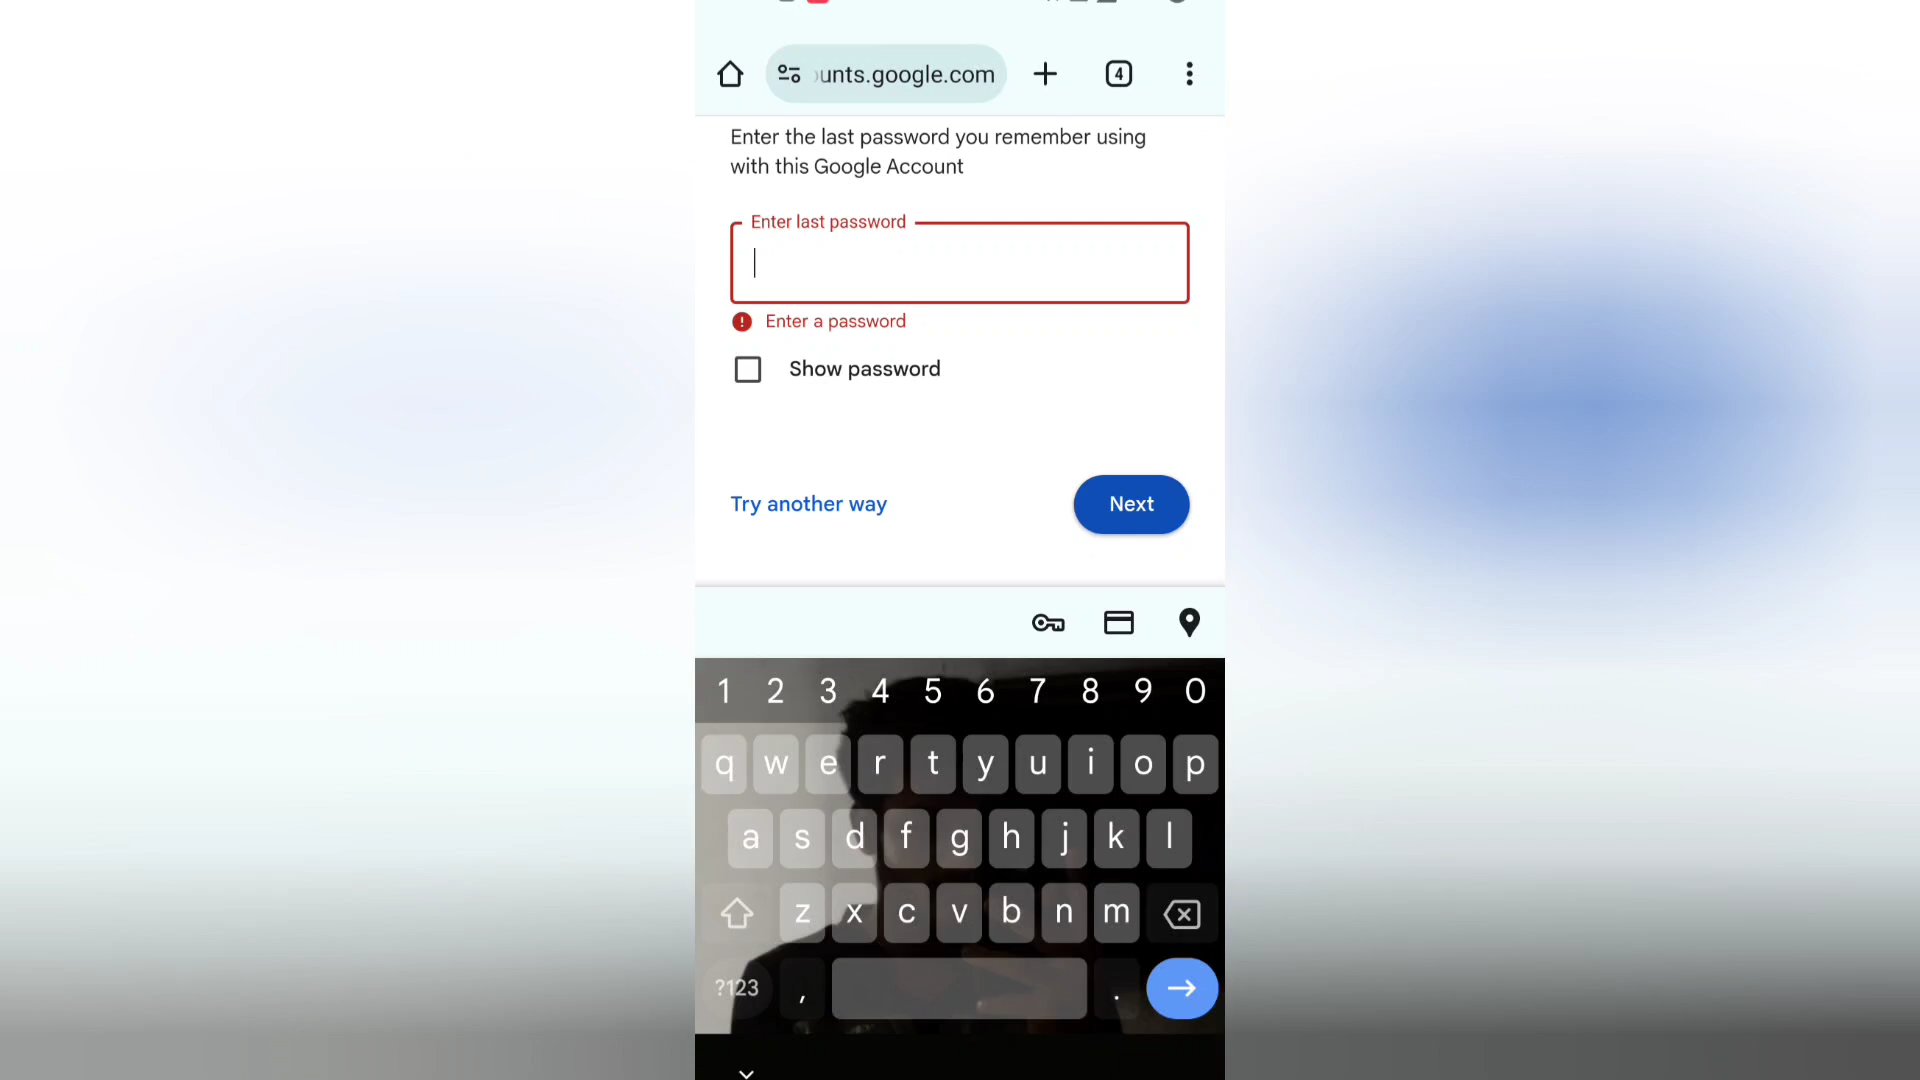 unts.google.com
4
Enter the last password you remember using
with this Google Account
Enter last password
Enter a password
Show password
Try another way
Next
1 2 3 4 5 6 7 8 9 0
q w e r t y u i o p
a s d f g h j k l
z x c v b n m
?123 , .